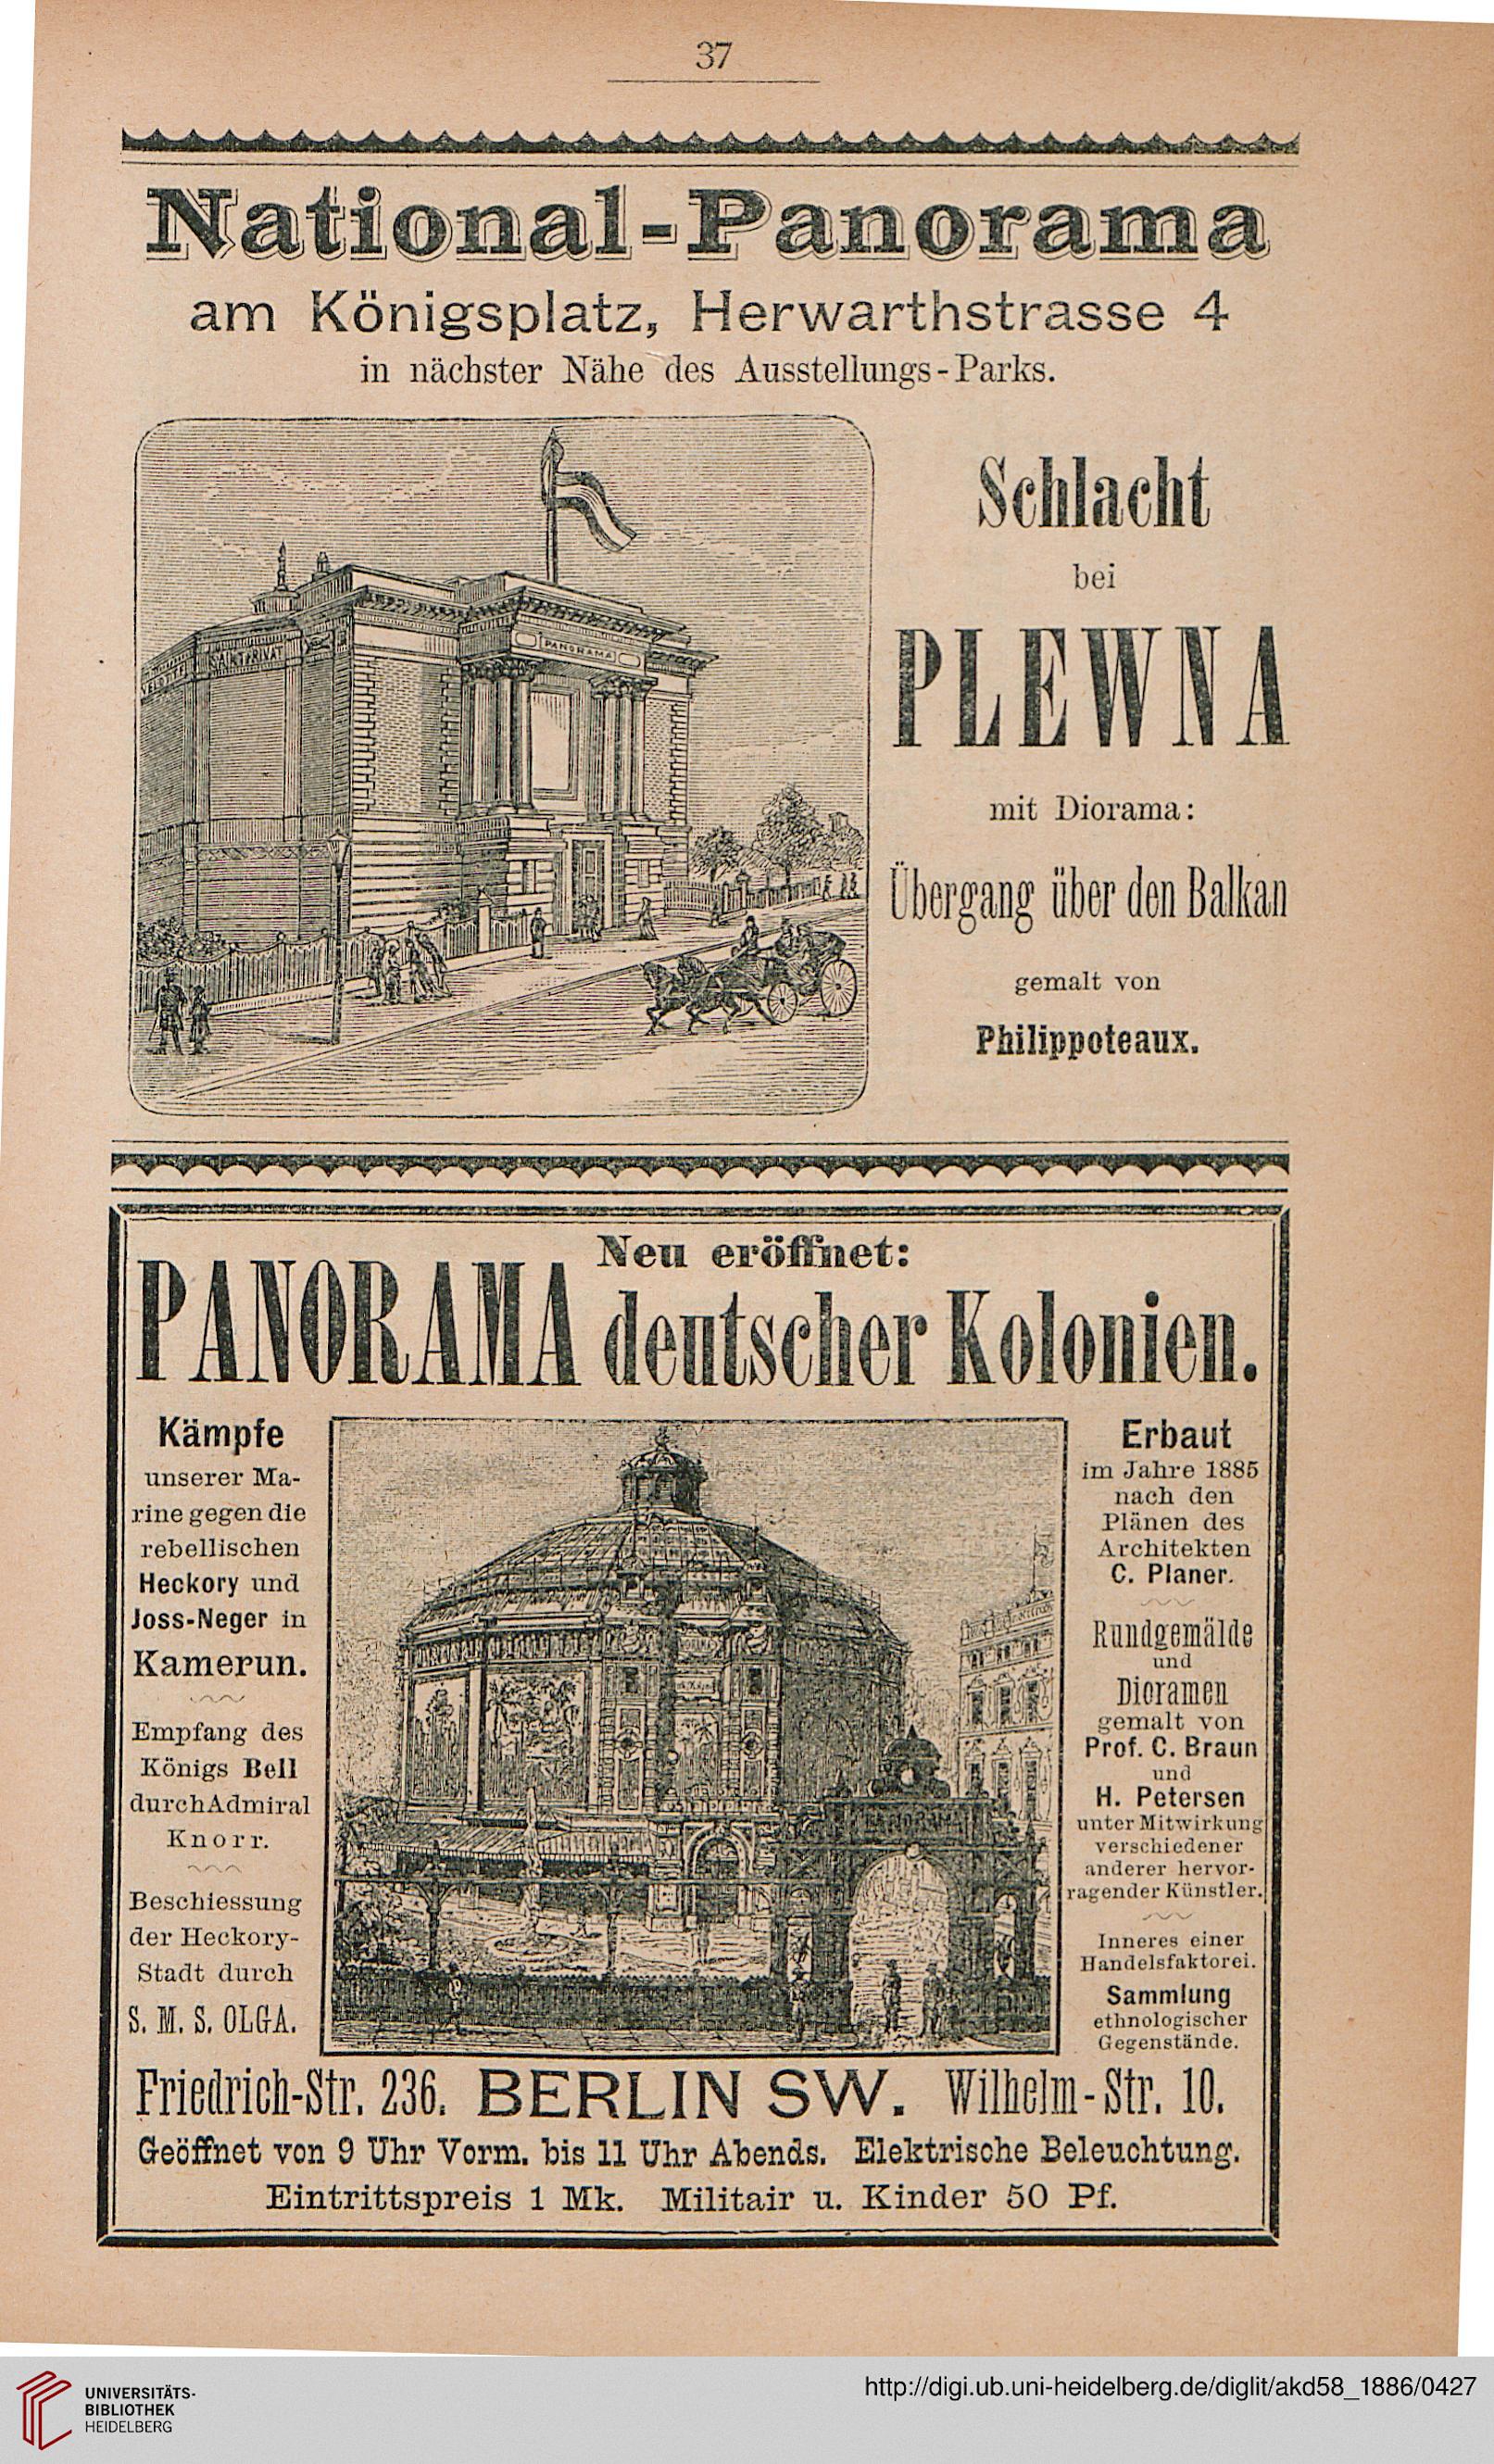 37
National-Panorama
am Königsplatz, Herwarthstrasse 4
in nächster Nähe des Ausstellungs-Parks.
PANORAMA
SAINT PRIVAT
Schlacht
bei
PLEWNA
mit Diorama:
Übergang über den Balkan
gemalt von
Philippoteaux.
Neu eröffnet:
PANORAMA deutscher Kolonien.
Kämpfe
unserer Ma-
rine gegen die
rebellischen
Heckory und
Joss-Neger in
Kamerun.
Empfang des
Königs Bell
durch Admiral
Knorr.
Beschiessung
der Heckory-
Stadt durch
S. M. S. OLGA.
Erbaut
im Jahre 1885
nach den
Plänen des
Architekten
C. Planer.
Rundgemälde
und
Dioramen
gemalt von
Prof. C. Braun
und
H. Petersen
unter Mitwirkung
verschiedener
anderer hervor-
ragender Künstler.
Inneres einer
Handelsfaktorei.
Sammlung
ethnologischer
Gegenstände.
Friedrich-Str. 236. BERLIN SW. Wilhelm-Str. 10.
Geöffnet von 9 Uhr Vorm. bis 11 Uhr Abends. Elektrische Beleuchtung.
Eintrittspreis 1 Mk. Militair u. Kinder 50 Pf.
UNIVERSITÄTS-
BIBLIOTHEK
HEIDELBERG
http://digi.ub.uni-heidelberg.de/diglit/akd58_1886/0427